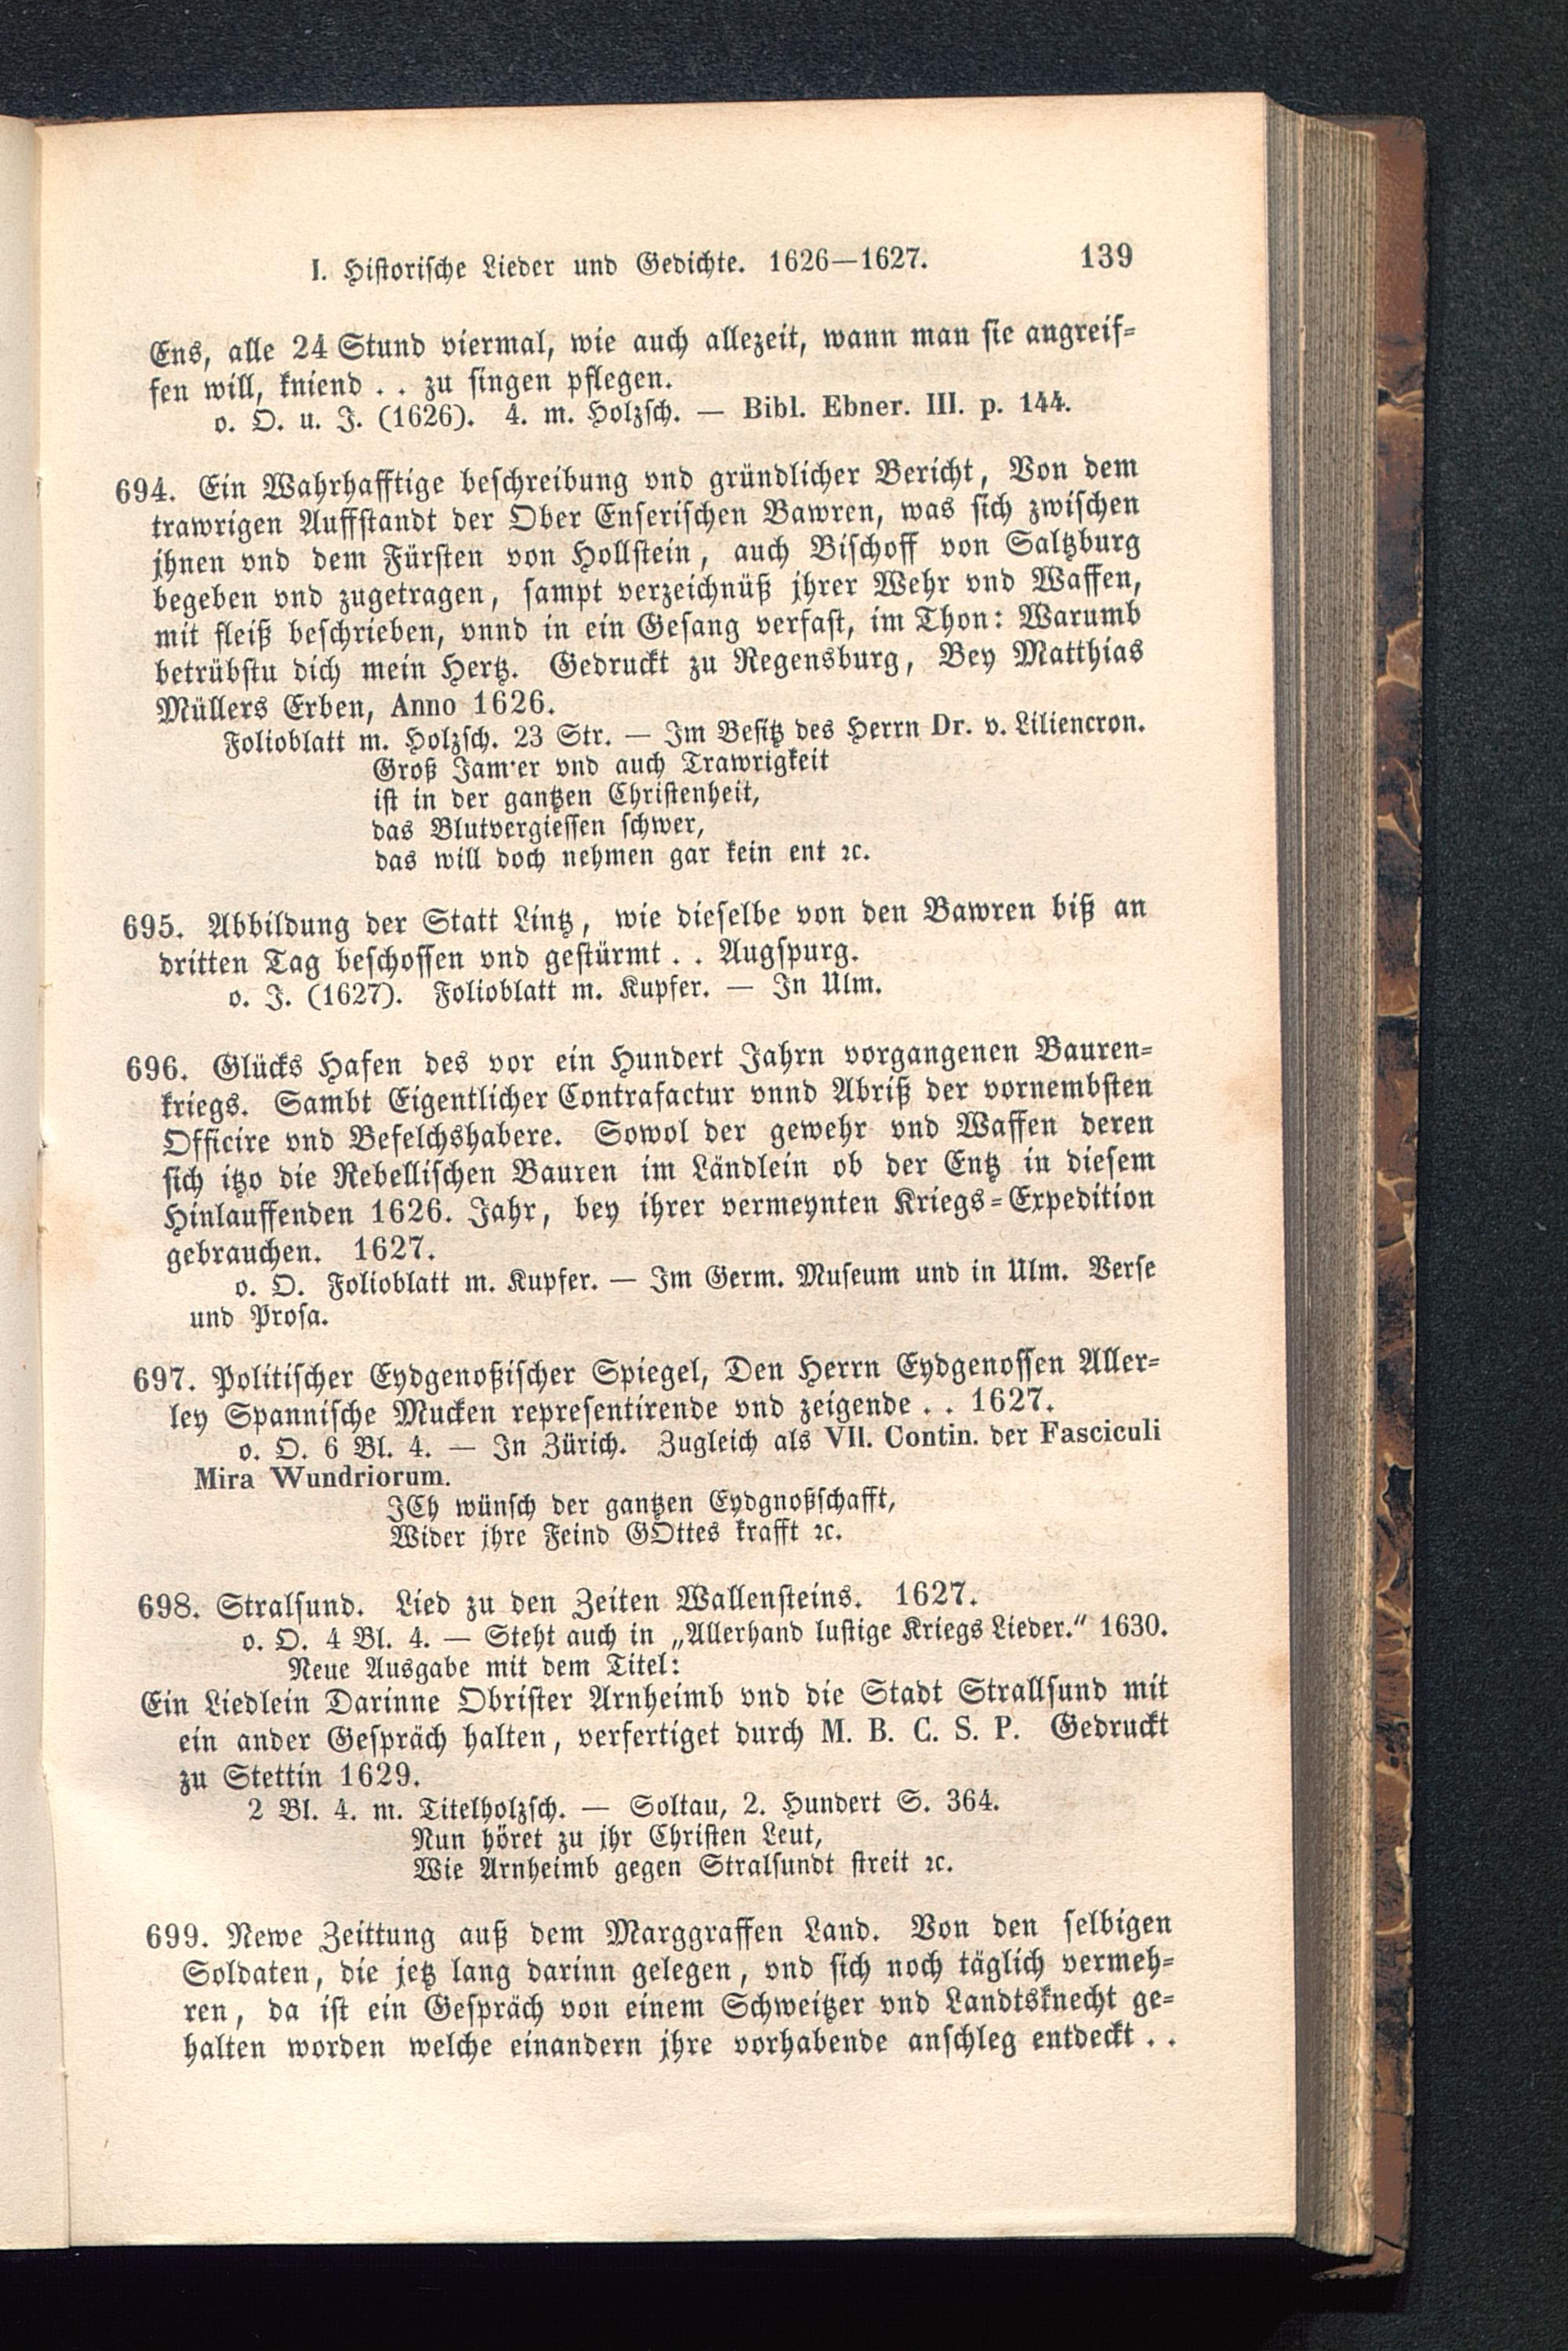 I. Historische Lieder und Gedichte. 1626—1627. 139
Ens, alle 24 Stund viermal, wie auch allezeit, wann man sie angreif-
fen will, kniend . . zu singen pflegen.
o. O. u. J. (1626). 4. m. Holzsch. — Bibl. Ebner. III. p. 144.
694. Ein Wahrhafftige beschreibung vnd gründlicher Bericht, Von dem
trawrigen Auffstandt der Ober Enserischen Bawren, was sich zwischen
jhnen vnd dem Fürsten von Hollstein, auch Bischoff von Saltzburg
begeben vnd zugetragen, sampt verzeichnüß jhrer Wehr vnd Waffen,
mit fleiß beschrieben, vnnd in ein Gesang verfast, im Thon: Warumb
betrübstu dich mein Hertz. Gedruckt zu Regensburg, Bey Matthias
Müllers Erben, Anno 1626.
Folioblatt m. Holzsch. 23 Str. — Im Besitz des Herrn Dr. v. Liliencron.
Groß Jam'er vnd auch Trawrigkeit
ist in der gantzen Christenheit,
das Blutvergiessen schwer,
das will doch nehmen gar kein ent ꝛc.
695. Abbildung der Statt Lintz, wie dieselbe von den Bawren biß an
dritten Tag beschossen vnd gestürmt . . Augspurg.
o. J. (1627). Folioblatt m. Kupfer. — In Ulm.
696. Glücks Hafen des vor ein Hundert Jahrn vorgangenen Bauren-
kriegs. Sambt Eigentlicher Contrafactur vnnd Abriß der vornembsten
Officire vnd Befelchshabere. Sowol der gewehr vnd Waffen deren
sich itzo die Rebellischen Bauren im Ländlein ob der Entz in diesem
Hinlauffenden 1626. Jahr, bey ihrer vermeynten Kriegs-Expedition
gebrauchen. 1627.
o. O. Folioblatt m. Kupfer. — Im Germ. Museum und in Ulm. Verse
und Prosa.
697. Politischer Eydgenoßischer Spiegel, Den Herrn Eydgenossen Aller-
ley Spannische Mucken representirende vnd zeigende . . 1627.
o. O. 6 Bl. 4. — In Zürich. Zugleich als VII. Contin. der Fasciculi
Mira Wundriorum.
JCh wünsch der gantzen Eydgnoßschafft,
Wider jhre Feind GOttes krafft ꝛc.
698. Stralsund. Lied zu den Zeiten Wallensteins. 1627.
o. O. 4 Bl. 4. — Steht auch in „Allerhand lustige Kriegs Lieder.“ 1630.
Neue Ausgabe mit dem Titel:
Ein Liedlein Darinne Obrister Arnheimb vnd die Stadt Strallsund mit
ein ander Gespräch halten, verfertiget durch M. B. C. S. P. Gedruckt
zu Stettin 1629.
2 Bl. 4. m. Titelholzsch. — Soltau, 2. Hundert S. 364.
Nun höret zu jhr Christen Leut,
Wie Arnheimb gegen Stralsundt streit ꝛc.
699. Newe Zeittung auß dem Marggraffen Land. Von den selbigen
Soldaten, die jetz lang darinn gelegen, vnd sich noch täglich vermeh-
ren, da ist ein Gespräch von einem Schweitzer vnd Landtsknecht ge-
halten worden welche einandern jhre vorhabende anschleg entdeckt . .